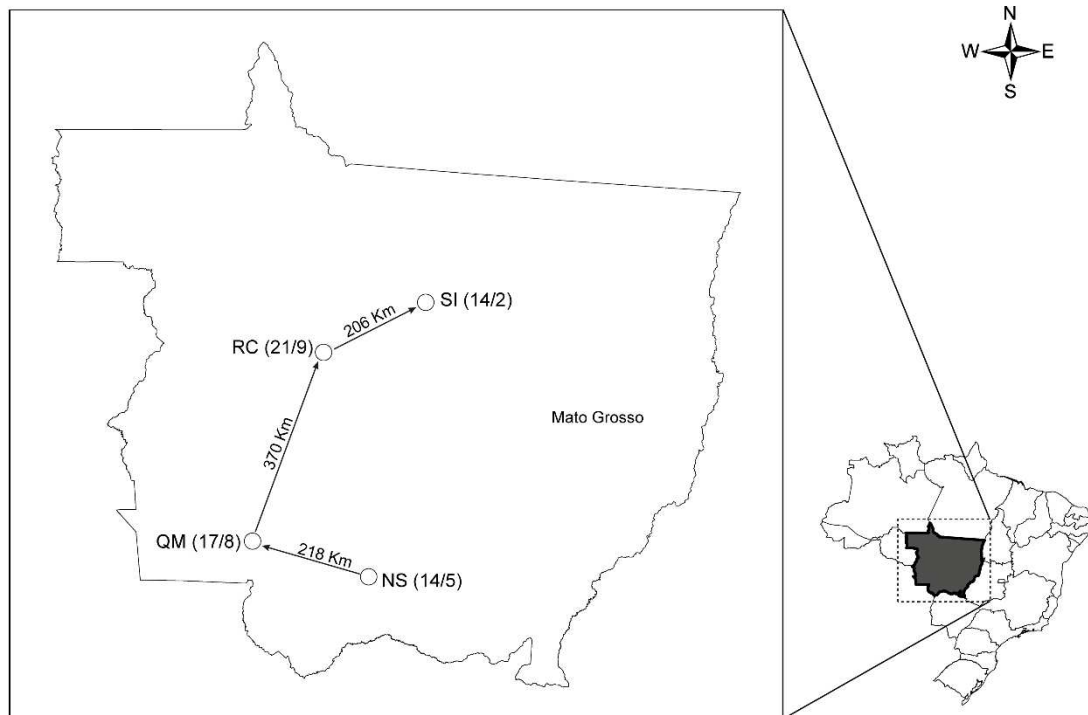 N
W E
S
SI (14/2)
206 Km
RC (21/9)
370 Km
Mato Grosso
QM (17/8)
218 Km
NS (14/5)